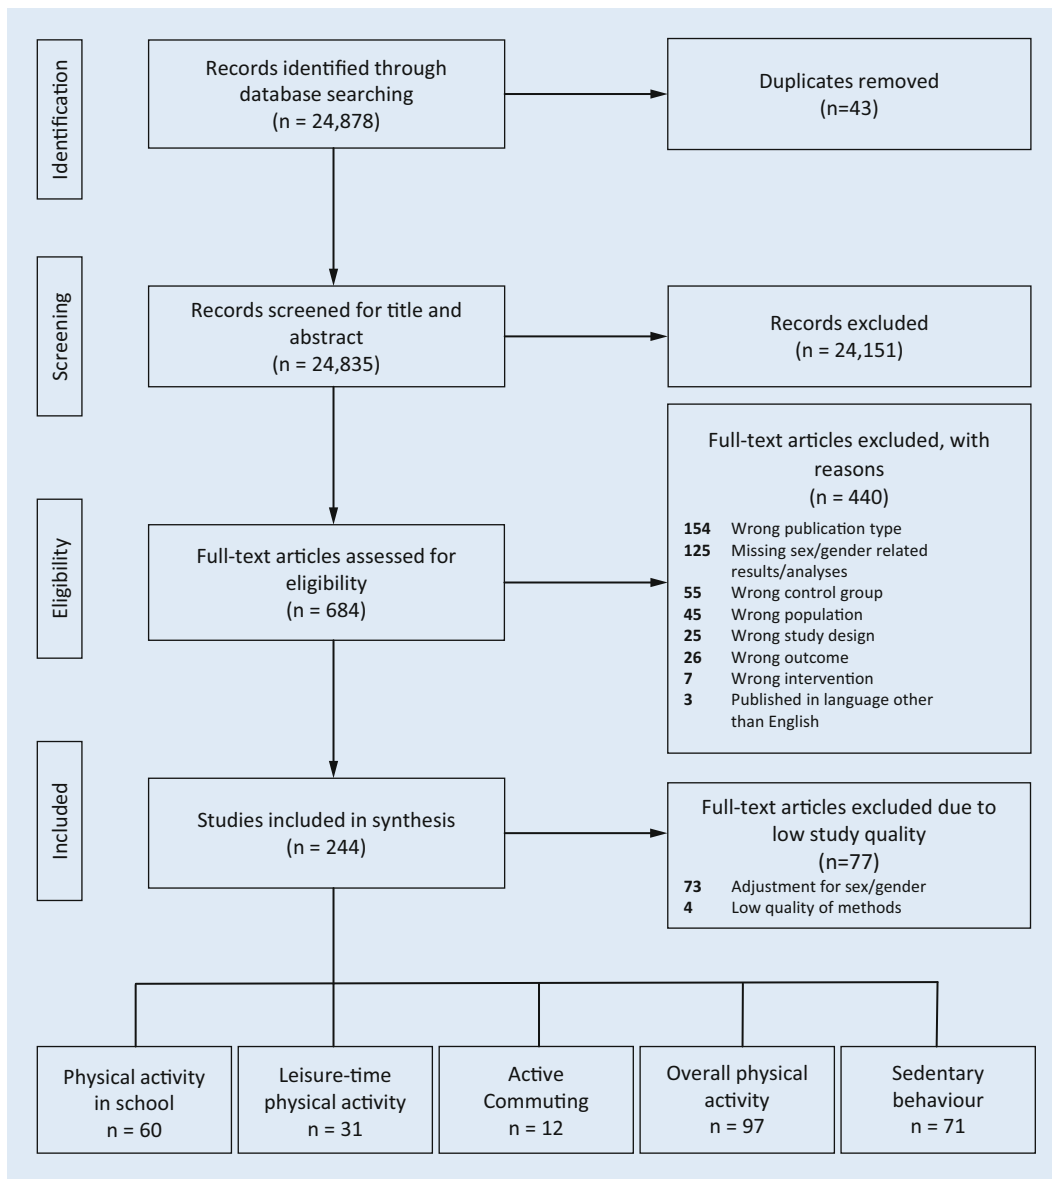 Identification
Records identified through
database searching
(n = 24,878)
Duplicates removed
(n=43)
Screening
Records screened for title and
abstract
(n = 24,835)
Records excluded
(n = 24,151)
Eligibility
Full-text articles assessed for
eligibility
(n = 684)
Full-text articles excluded, with
reasons
(n = 440)
154 Wrong publication type
125 Missing sex/gender related
results/analyses
55 Wrong control group
45 Wrong population
25 Wrong study design
26 Wrong outcome
7 Wrong intervention
3 Published in language other
than English
Included
Studies included in synthesis
(n = 244)
Full-text articles excluded due to
low study quality
(n=77)
73 Adjustment for sex/gender
4 Low quality of methods
Physical activity
in school
n = 60
Leisure-time
physical activity
n = 31
Active
Commuting
n = 12
Overall physical
activity
n = 97
Sedentary
behaviour
n = 71